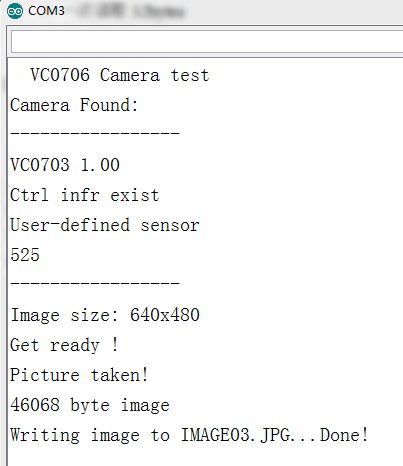 COM3
VC0706 Camera test
Camera Found:
-----------------
VC0703 1.00
Ctrl infr exist
User-defined sensor
525
-----------------
Image size: 640x480
Get ready !
Picture taken!
46068 byte image
Writing image to IMAGE03.JPG...Done!